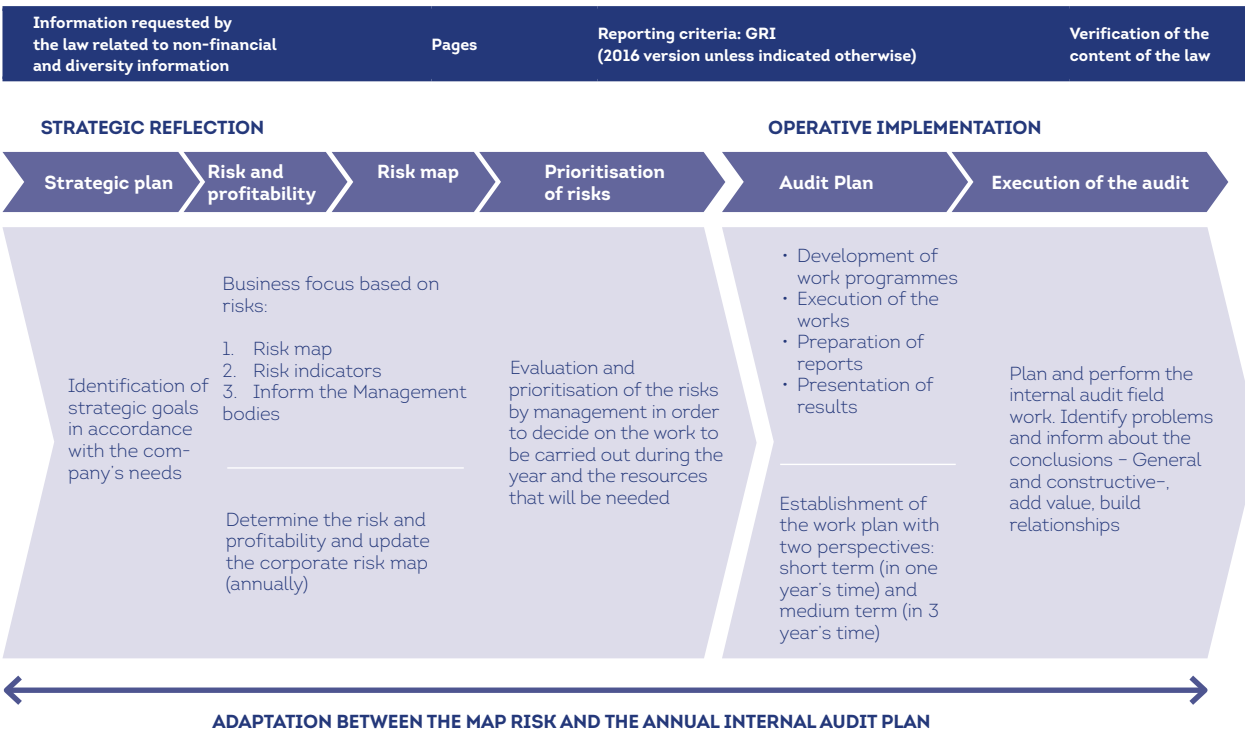 Information requested by
the law related to non-financial
and diversity information
Pages
Reporting criteria: GRI
(2016 version unless indicated otherwise)
Verification of the
content of the law
STRATEGIC REFLECTION
OPERATIVE IMPLEMENTATION
Strategic plan
Risk and
profitability
Risk map
Prioritisation
of risks
Audit Plan
Execution of the audit
Identification of
strategic goals
in accordance
with the com-
pany's needs
Business focus based on
risks:
1. Risk map
2. Risk indicators
3. Inform the Management
bodies
Determine the risk and
profitability and update
the corporate risk map
(annually)
Evaluation and
prioritisation of the risks
by management in order
to decide on the work to
be carried out during the
year and the resources
that will be needed
• Development of
work programmes
• Execution of the
works
• Preparation of
reports
• Presentation of
results
Establishment of
the work plan with
two perspectives:
short term (in one
year's time) and
medium term (in 3
year's time)
Plan and perform the
internal audit field
work. Identify problems
and inform about the
conclusions – General
and constructive–,
add value, build
relationships
ADAPTATION BETWEEN THE MAP RISK AND THE ANNUAL INTERNAL AUDIT PLAN